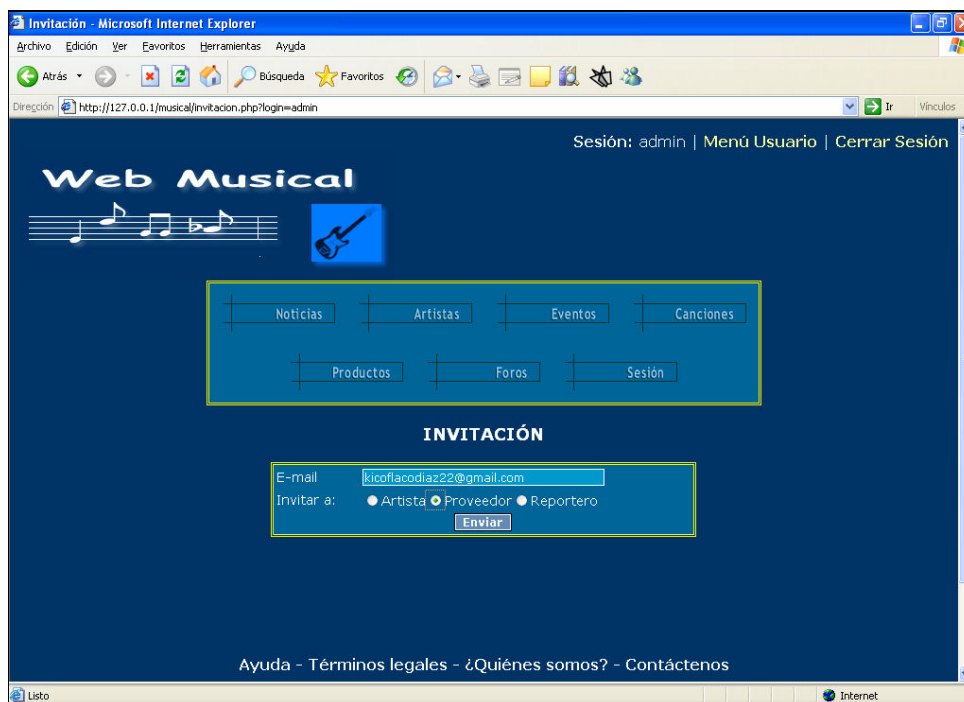 Invitación - Microsoft Internet Explorer
Archivo Edición Ver Favoritos Herramientas Ayuda
Atrás Búsqueda Favoritos
Dirección http://127.0.0.1/musical/invitacion.php?login=admin Ir Vínculos
Sesión: admin | Menú Usuario | Cerrar Sesión
Web Musical
Noticias Artistas Eventos Canciones
Productos Foros Sesión
INVITACIÓN
E-mail kicoflacodiaz22@gmail.com
Invitar a: Artista Proveedor Reportero
Enviar
Ayuda - Términos legales - ¿Quiénes somos? - Contáctenos
Listo Internet